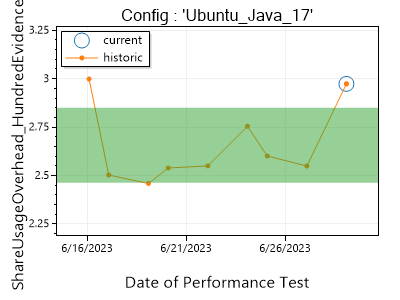 Config : 'Ubuntu_Java_17'
ShareUsageOverhead_HundredEvidence
current
historic
3.25
3
2.75
2.5
2.25
6/16/2023
6/21/2023
6/26/2023
Date of Performance Test